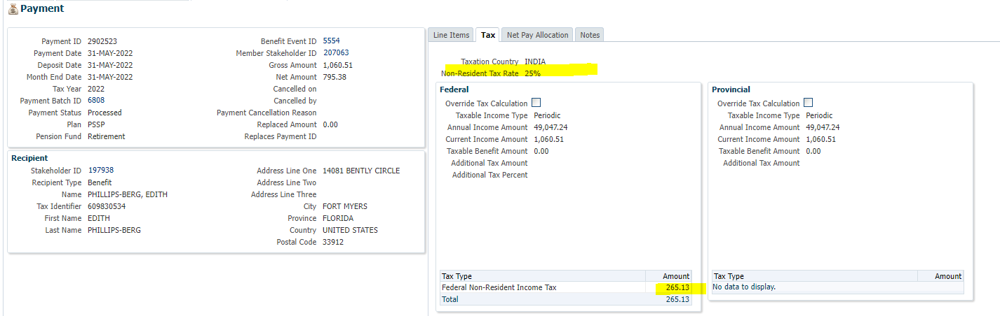 Payment
Payment ID 2902523
Payment Date 31-MAY-2022
Deposit Date 31-MAY-2022
Month End Date 31-MAY-2022
Tax Year 2022
Payment Batch ID 6808
Payment Status Processed
Plan PSSP
Pension Fund Retirement
Benefit Event ID 5554
Member Stakeholder ID 207063
Gross Amount 1,060.51
Net Amount 795.38
Cancelled on
Cancelled by
Payment Cancellation Reason
Replaced Amount 0.00
Replaces Payment ID
Recipient
Stakeholder ID 197938
Recipient Type Benefit
Name PHILLIPS-BERG, EDITH
Tax Identifier 609830534
First Name EDITH
Last Name PHILLIPS-BERG
Address Line One 14081 BENTLY CIRCLE
Address Line Two
Address Line Three
City FORT MYERS
Province FLORIDA
Country UNITED STATES
Postal Code 33912
Line Items Tax Net Pay Allocation Notes
Taxation Country INDIA
Non-Resident Tax Rate 25%
Federal
Override Tax Calculation
Taxable Income Type Periodic
Annual Income Amount 49,047.24
Current Income Amount 1,060.51
Taxable Benefit Amount 0.00
Additional Tax Amount
Additional Tax Percent
Tax Type Amount
Federal Non-Resident Income Tax 265.13
Total 265.13
Provincial
Override Tax Calculation
Taxable Income Type Periodic
Annual Income Amount 49,047.24
Current Income Amount 1,060.51
Taxable Benefit Amount 0.00
Additional Tax Amount
Tax Type Amount
No data to display.